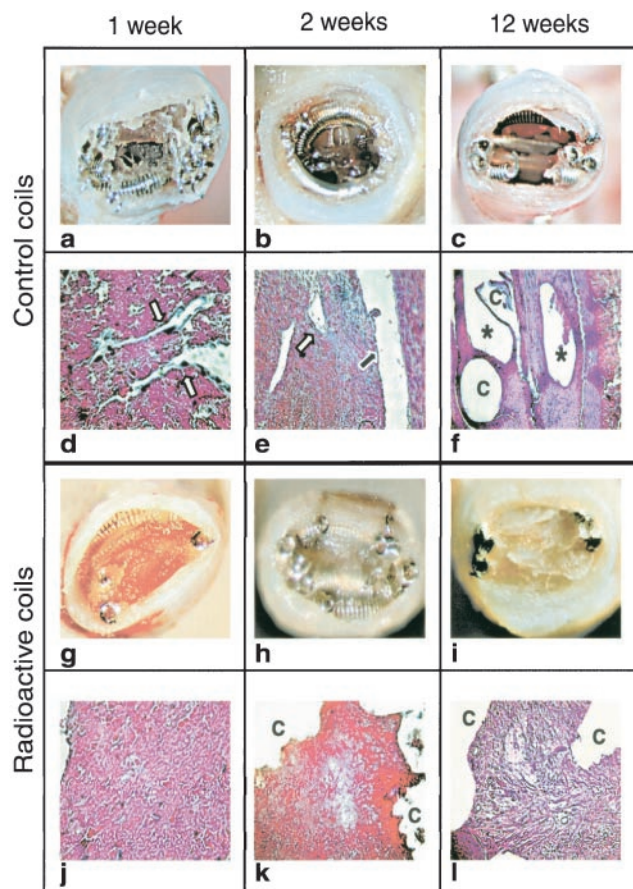 1 week 2 weeks 12 weeks
Control coils
a b c
C
* *
C
d e f
Radioactive coils
g h i
C C
C
C
j k l